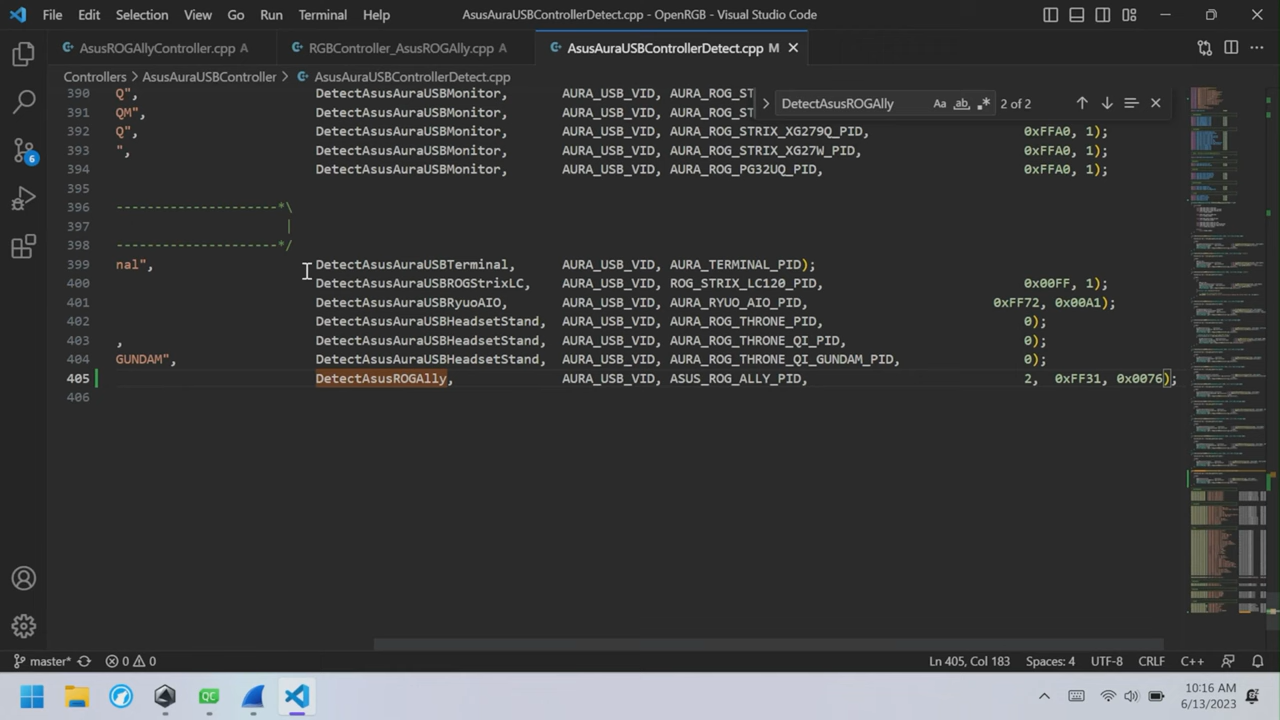 File Edit Selection View Go Run Terminal Help
AsusAuraUSBControllerDetect.cpp - OpenRGB - Visual Studio Code
AsusROGAllyController.cpp A
RGBController_AsusROGAlly.cpp A
AsusAuraUSBControllerDetect.cpp M
Controllers > AsusAuraUSBController > AsusAuraUSBControllerDetect.cpp
DetectAsusROGAlly Aa ab 2 of 2
390 Q", DetectAsusAuraUSBMonitor, AURA_USB_VID, AURA_ROG_ST
391 QM", DetectAsusAuraUSBMonitor, AURA_USB_VID, AURA_ROG_ST
392 Q", DetectAsusAuraUSBMonitor, AURA_USB_VID, AURA_ROG_STRIX_XG279Q_PID, 0xFFA0, 1);
393 ", DetectAsusAuraUSBMonitor, AURA_USB_VID, AURA_ROG_STRIX_XG27W_PID, 0xFFA0, 1);
394 DetectAsusAuraUSBMonitor, AURA_USB_VID, AURA_ROG_PG32UQ_PID, 0xFFA0, 1);
395
396 ----------------------*\
397 |
398 ----------------------*/
399 nal", DetectAsusAuraUSBTerminal, AURA_USB_VID, AURA_TERMINAL_PID);
400 DetectAsusAuraUSBROGStrixLC, AURA_USB_VID, ROG_STRIX_LC120_PID, 0x00FF, 1);
401 DetectAsusAuraUSBRyuoAIO, AURA_USB_VID, AURA_RYUO_AIO_PID, 0xFF72, 0x00A1);
402 DetectAsusAuraUSBHeadsetStand, AURA_USB_VID, AURA_ROG_THRONE_PID, 0);
403 , DetectAsusAuraUSBHeadsetStand, AURA_USB_VID, AURA_ROG_THRONE_QI_PID, 0);
404 GUNDAM", DetectAsusAuraUSBHeadsetStand, AURA_USB_VID, AURA_ROG_THRONE_QI_GUNDAM_PID, 0);
405 DetectAsusROGAlly, AURA_USB_VID, ASUS_ROG_ALLY_PID, 2, 0xFF31, 0x0076);
406
6
master* 0 0
Ln 405, Col 183 Spaces: 4 UTF-8 CRLF C++
QC
10:16 AM
6/13/2023